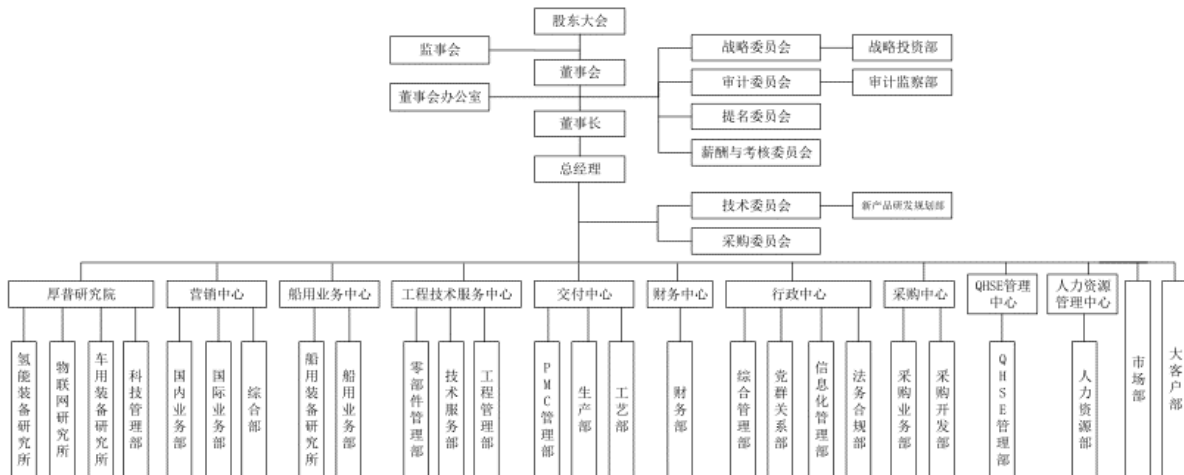 股东大会
监事会
战略委员会
战略投资部
董事会
审计委员会
审计监察部
董事会办公室
提名委员会
董事长
薪酬与考核委员会
总经理
技术委员会
新产品研发规划部
采购委员会
厚普研究院
营销中心
船用业务中心
工程技术服务中心
交付中心
财务中心
行政中心
采购中心
QHSE管理
中心
人力资源
管理中心
市场部
大客户部
氢能装备研究所
物联网研究所
车用装备研究所
科技管理部
国内业务部
国际业务部
综合部
船用装备研究所
船用业务部
零部件管理部
技术服务部
工程管理部
PMC管理部
生产部
工艺部
财务部
综合管理部
党群关系部
信息化管理部
法务合规部
采购业务部
采购开发部
QHSE管理部
人力资源部